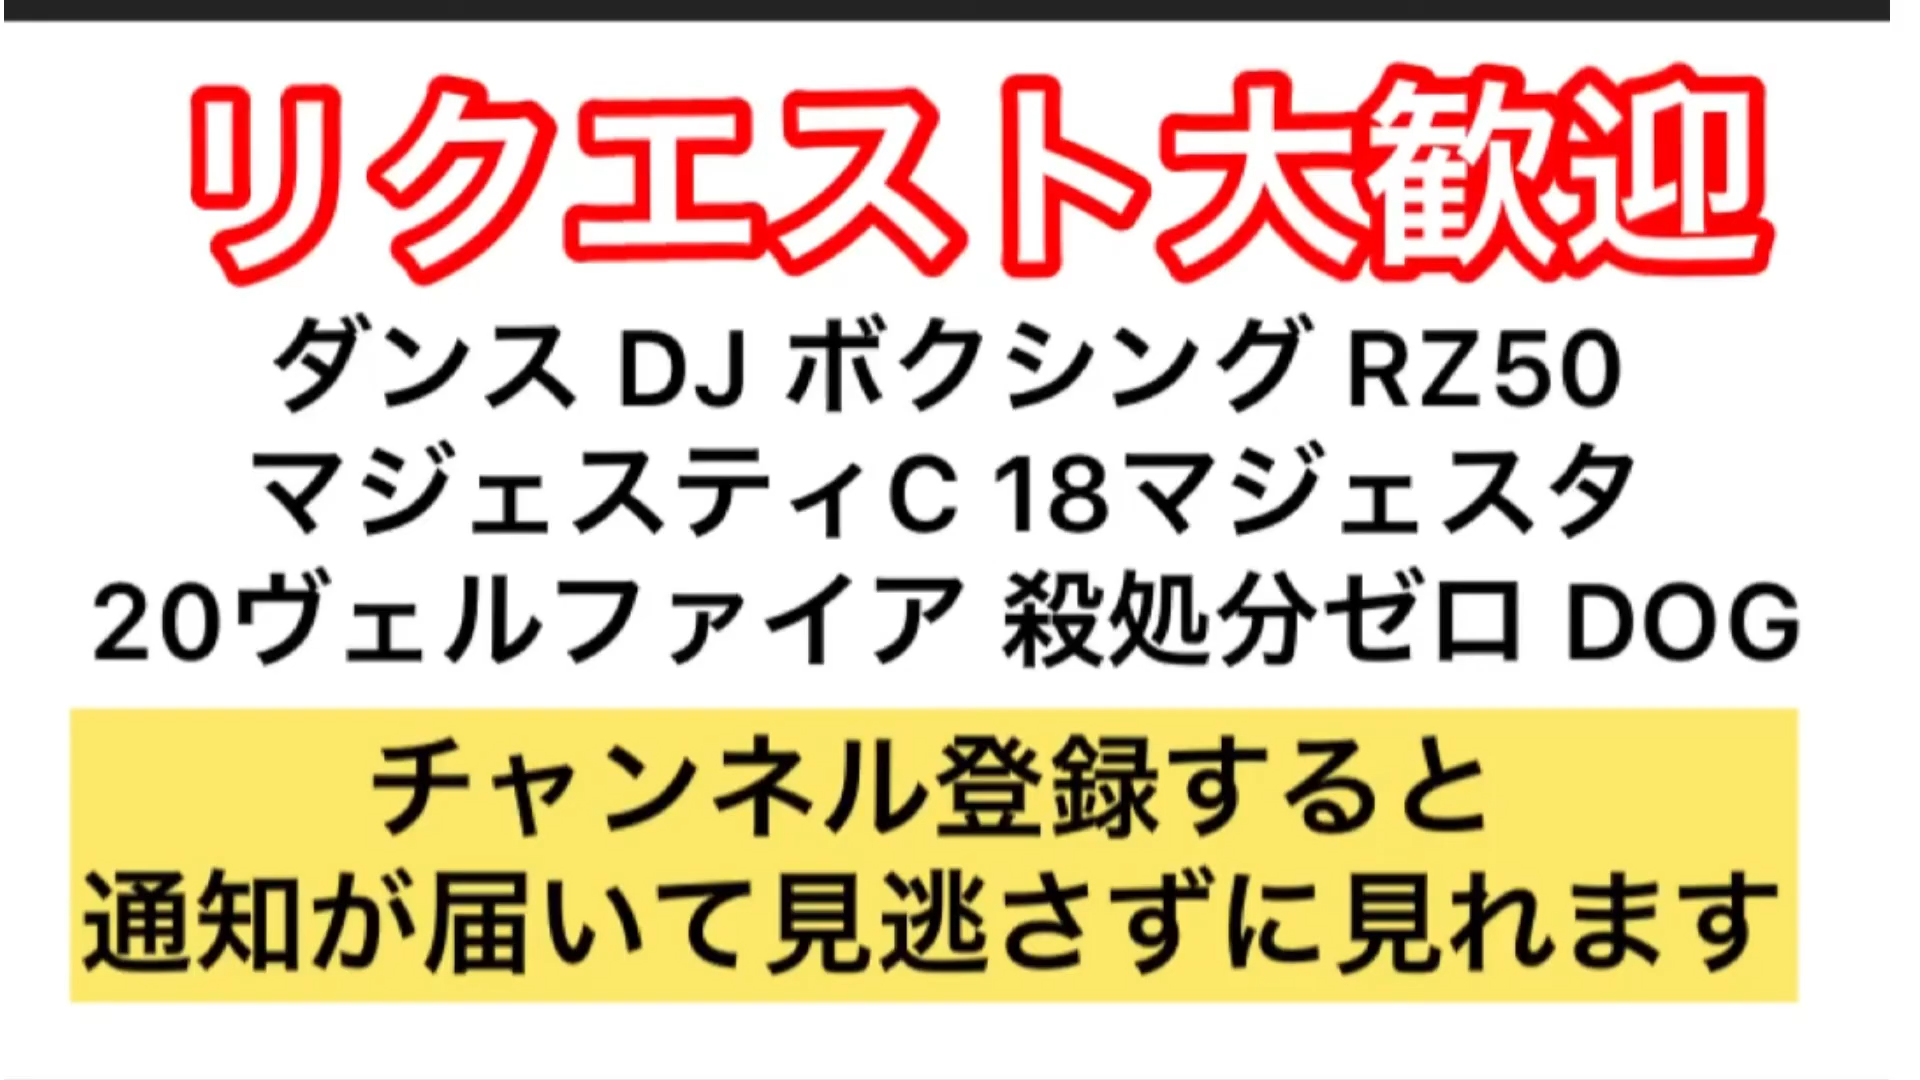 リクエスト大歓迎
ダンス DJ ボクシング RZ50
マジェスティC 18マジェスタ
20ヴェルファイア 殺処分ゼロ DOG
チャンネル登録すると
通知が届いて見逃さずに見れます